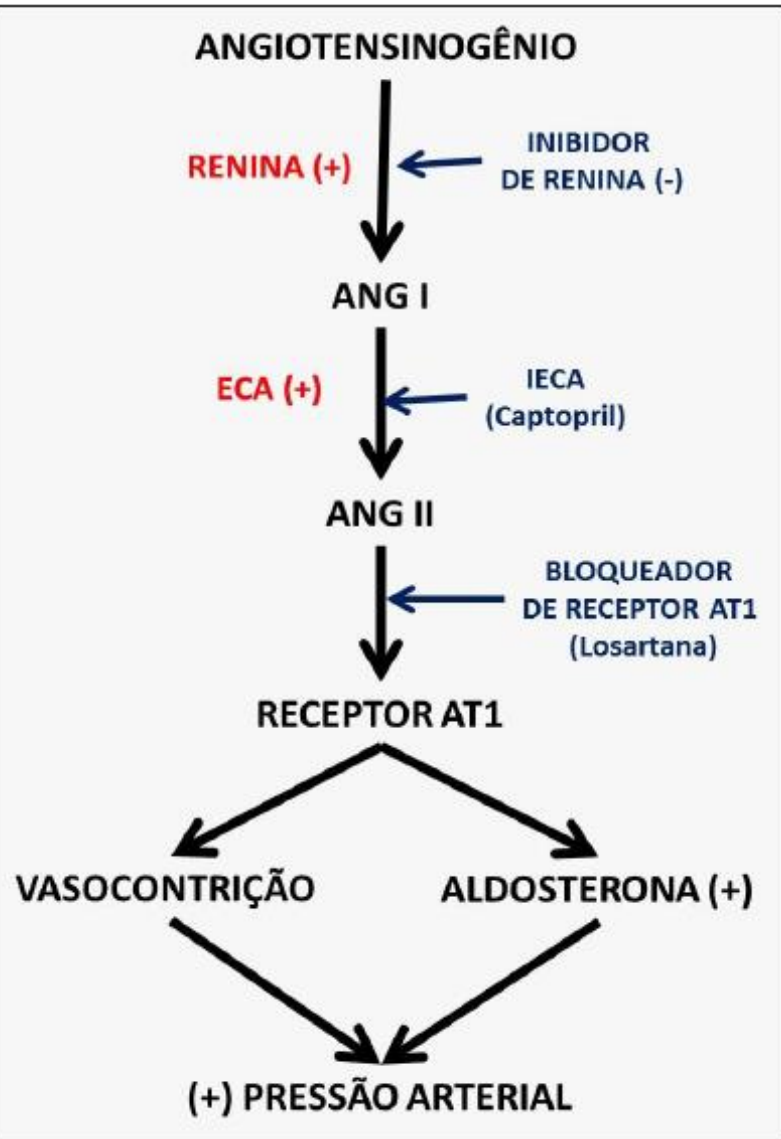 ANGIOTENSINOGÊNIO
RENINA (+)
INIBIDOR
DE RENINA (-)
ANG I
ECA (+)
IECA
(Captopril)
ANG II
BLOQUEADOR
DE RECEPTOR AT1
(Losartana)
RECEPTOR AT1
VASOCONTRIÇÃO
ALDOSTERONA (+)
(+) PRESSÃO ARTERIAL